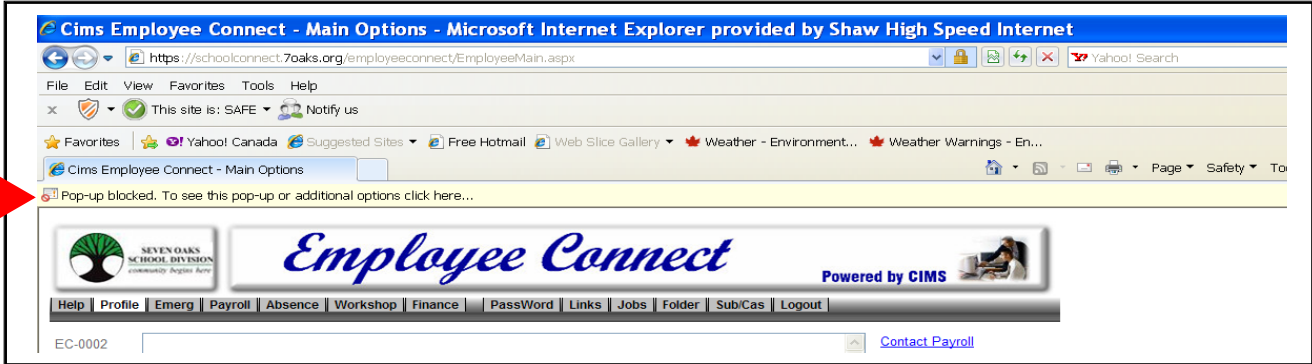 Cims Employee Connect - Main Options - Microsoft Internet Explorer provided by Shaw High Speed Internet
https://schoolconnect.7oaks.org/employeeconnect/EmployeeMain.aspx Yahoo! Search
File Edit View Favorites Tools Help
x This site is: SAFE Notify us
Favorites Yahoo! Canada Suggested Sites Free Hotmail Web Slice Gallery Weather - Environment... Weather Warnings - En...
Cims Employee Connect - Main Options Page Safety To
Pop-up blocked. To see this pop-up or additional options click here...
SEVEN OAKS
SCHOOL DIVISION
community begins here
Employee Connect
Powered by CIMS
Help Profile Emerg Payroll Absence Workshop Finance PassWord Links Jobs Folder Sub/Cas Logout
EC-0002 Contact Payroll